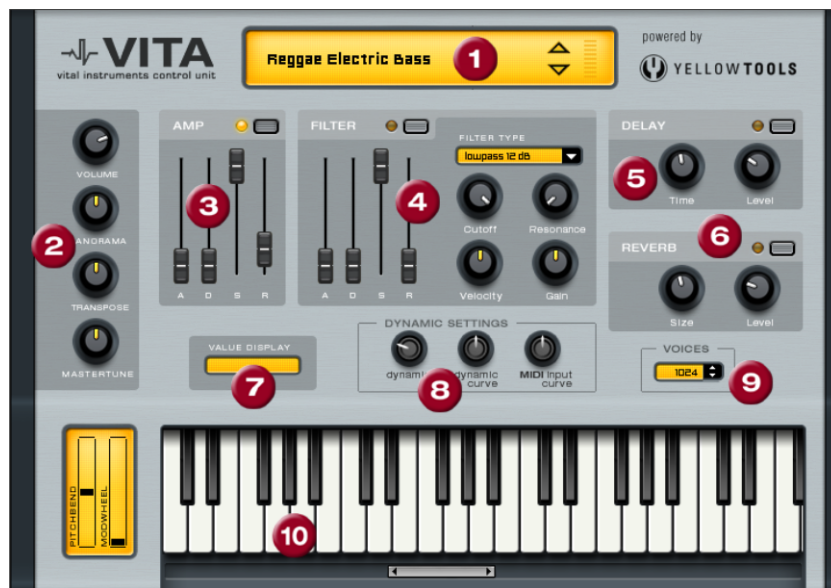 VITA
vital instruments control unit
Reggae Electric Bass
1
powered by
YELLOWTOOLS
VOLUME
2
ANORAMA
TRANSPOSE
MASTERTUNE
AMP
3
A D S R
FILTER
4
A D S R
FILTER TYPE
lowpass 12 dB
Cutoff Resonance
Velocity Gain
DELAY
5
Time Level
6
REVERB
Size Level
VALUE DISPLAY
7
DYNAMIC SETTINGS
dynami dynamic curve MIDI input curve
8
VOICES
1024
9
PITCHBEND
MODWHEEL
10